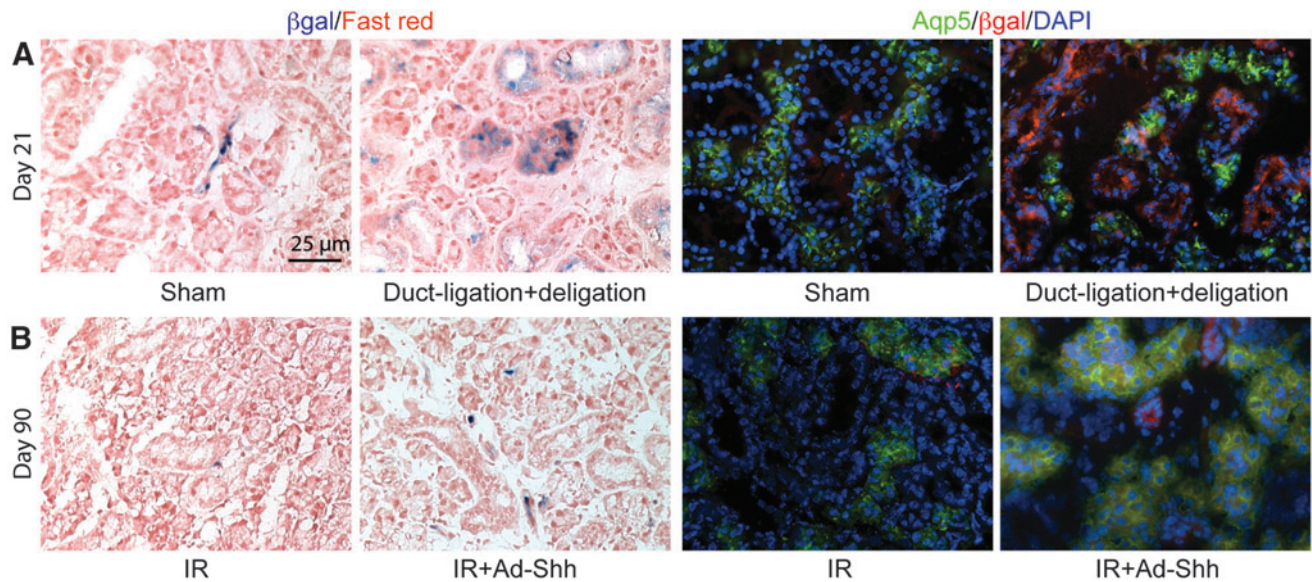 βgal/Fast red
Aqp5/βgal/DAPI
A
Day 21
25 µm
Sham
Duct-ligation+deligation
Sham
Duct-ligation+deligation
B
Day 90
IR
IR+Ad-Shh
IR
IR+Ad-Shh